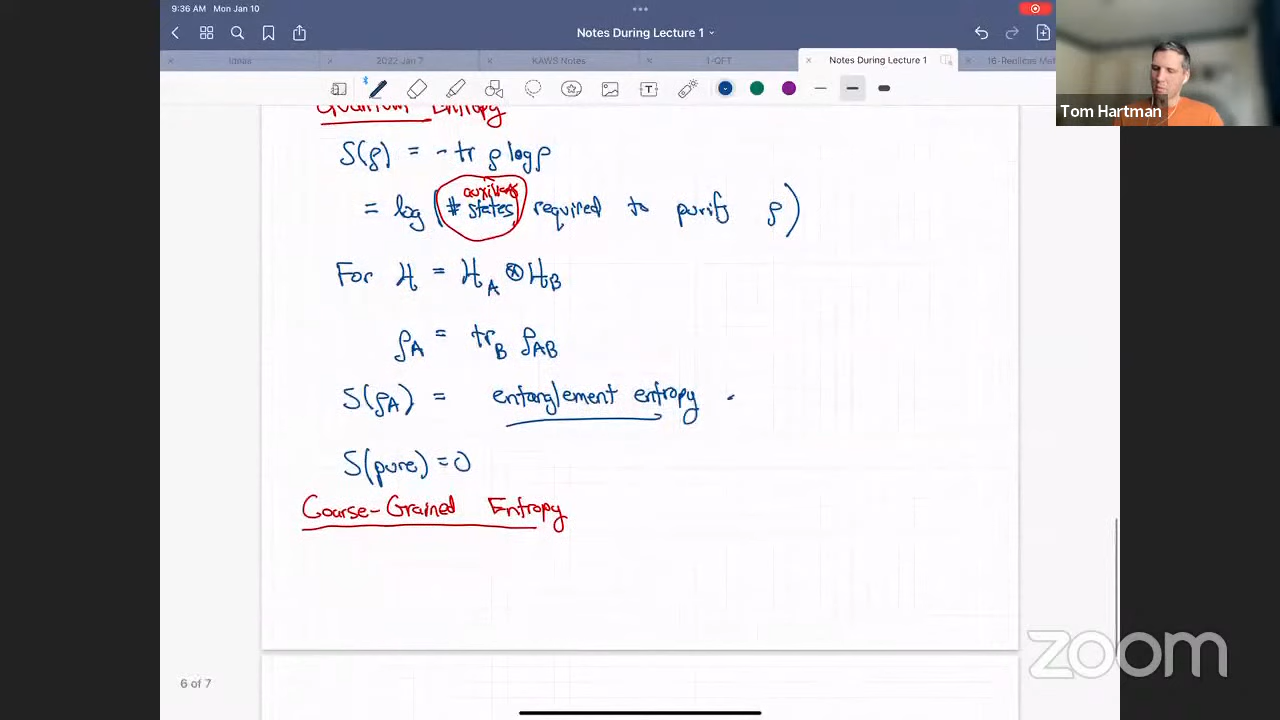 9:36 AM Mon Jan 10
Notes During Lecture 1
Ideas
2022 Jan 7
KAWS Notes
1-QFT
Notes During Lecture 1
16-Replicas Mat
Tom Hartman
Quantum Entropy
S(ρ) = - tr ρ log ρ
auxiliary
= log (# states required to purify ρ)
For H = H_A ⊗ H_B
ρ_A = tr_B ρ_AB
S(ρ_A) = entanglement entropy
S(pure) = 0
Coarse-Grained Entropy
6 of 7
zoom